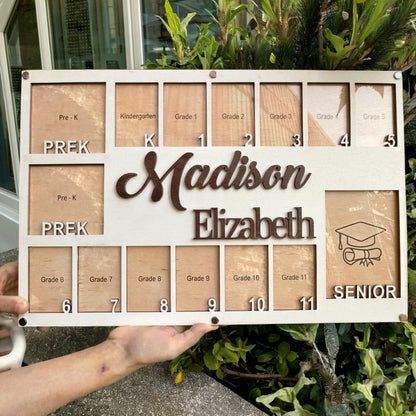 Pre - K
PREK
Kindergarten
K
Grade 1
1
Grade 2
2
Grade 3
3
Grade 4
4
Grade 5
5
Pre - K
PREK
Madison
Elizabeth
Grade 6
6
Grade 7
7
Grade 8
8
Grade 9
9
Grade 10
10
Grade 11
11
SENIOR